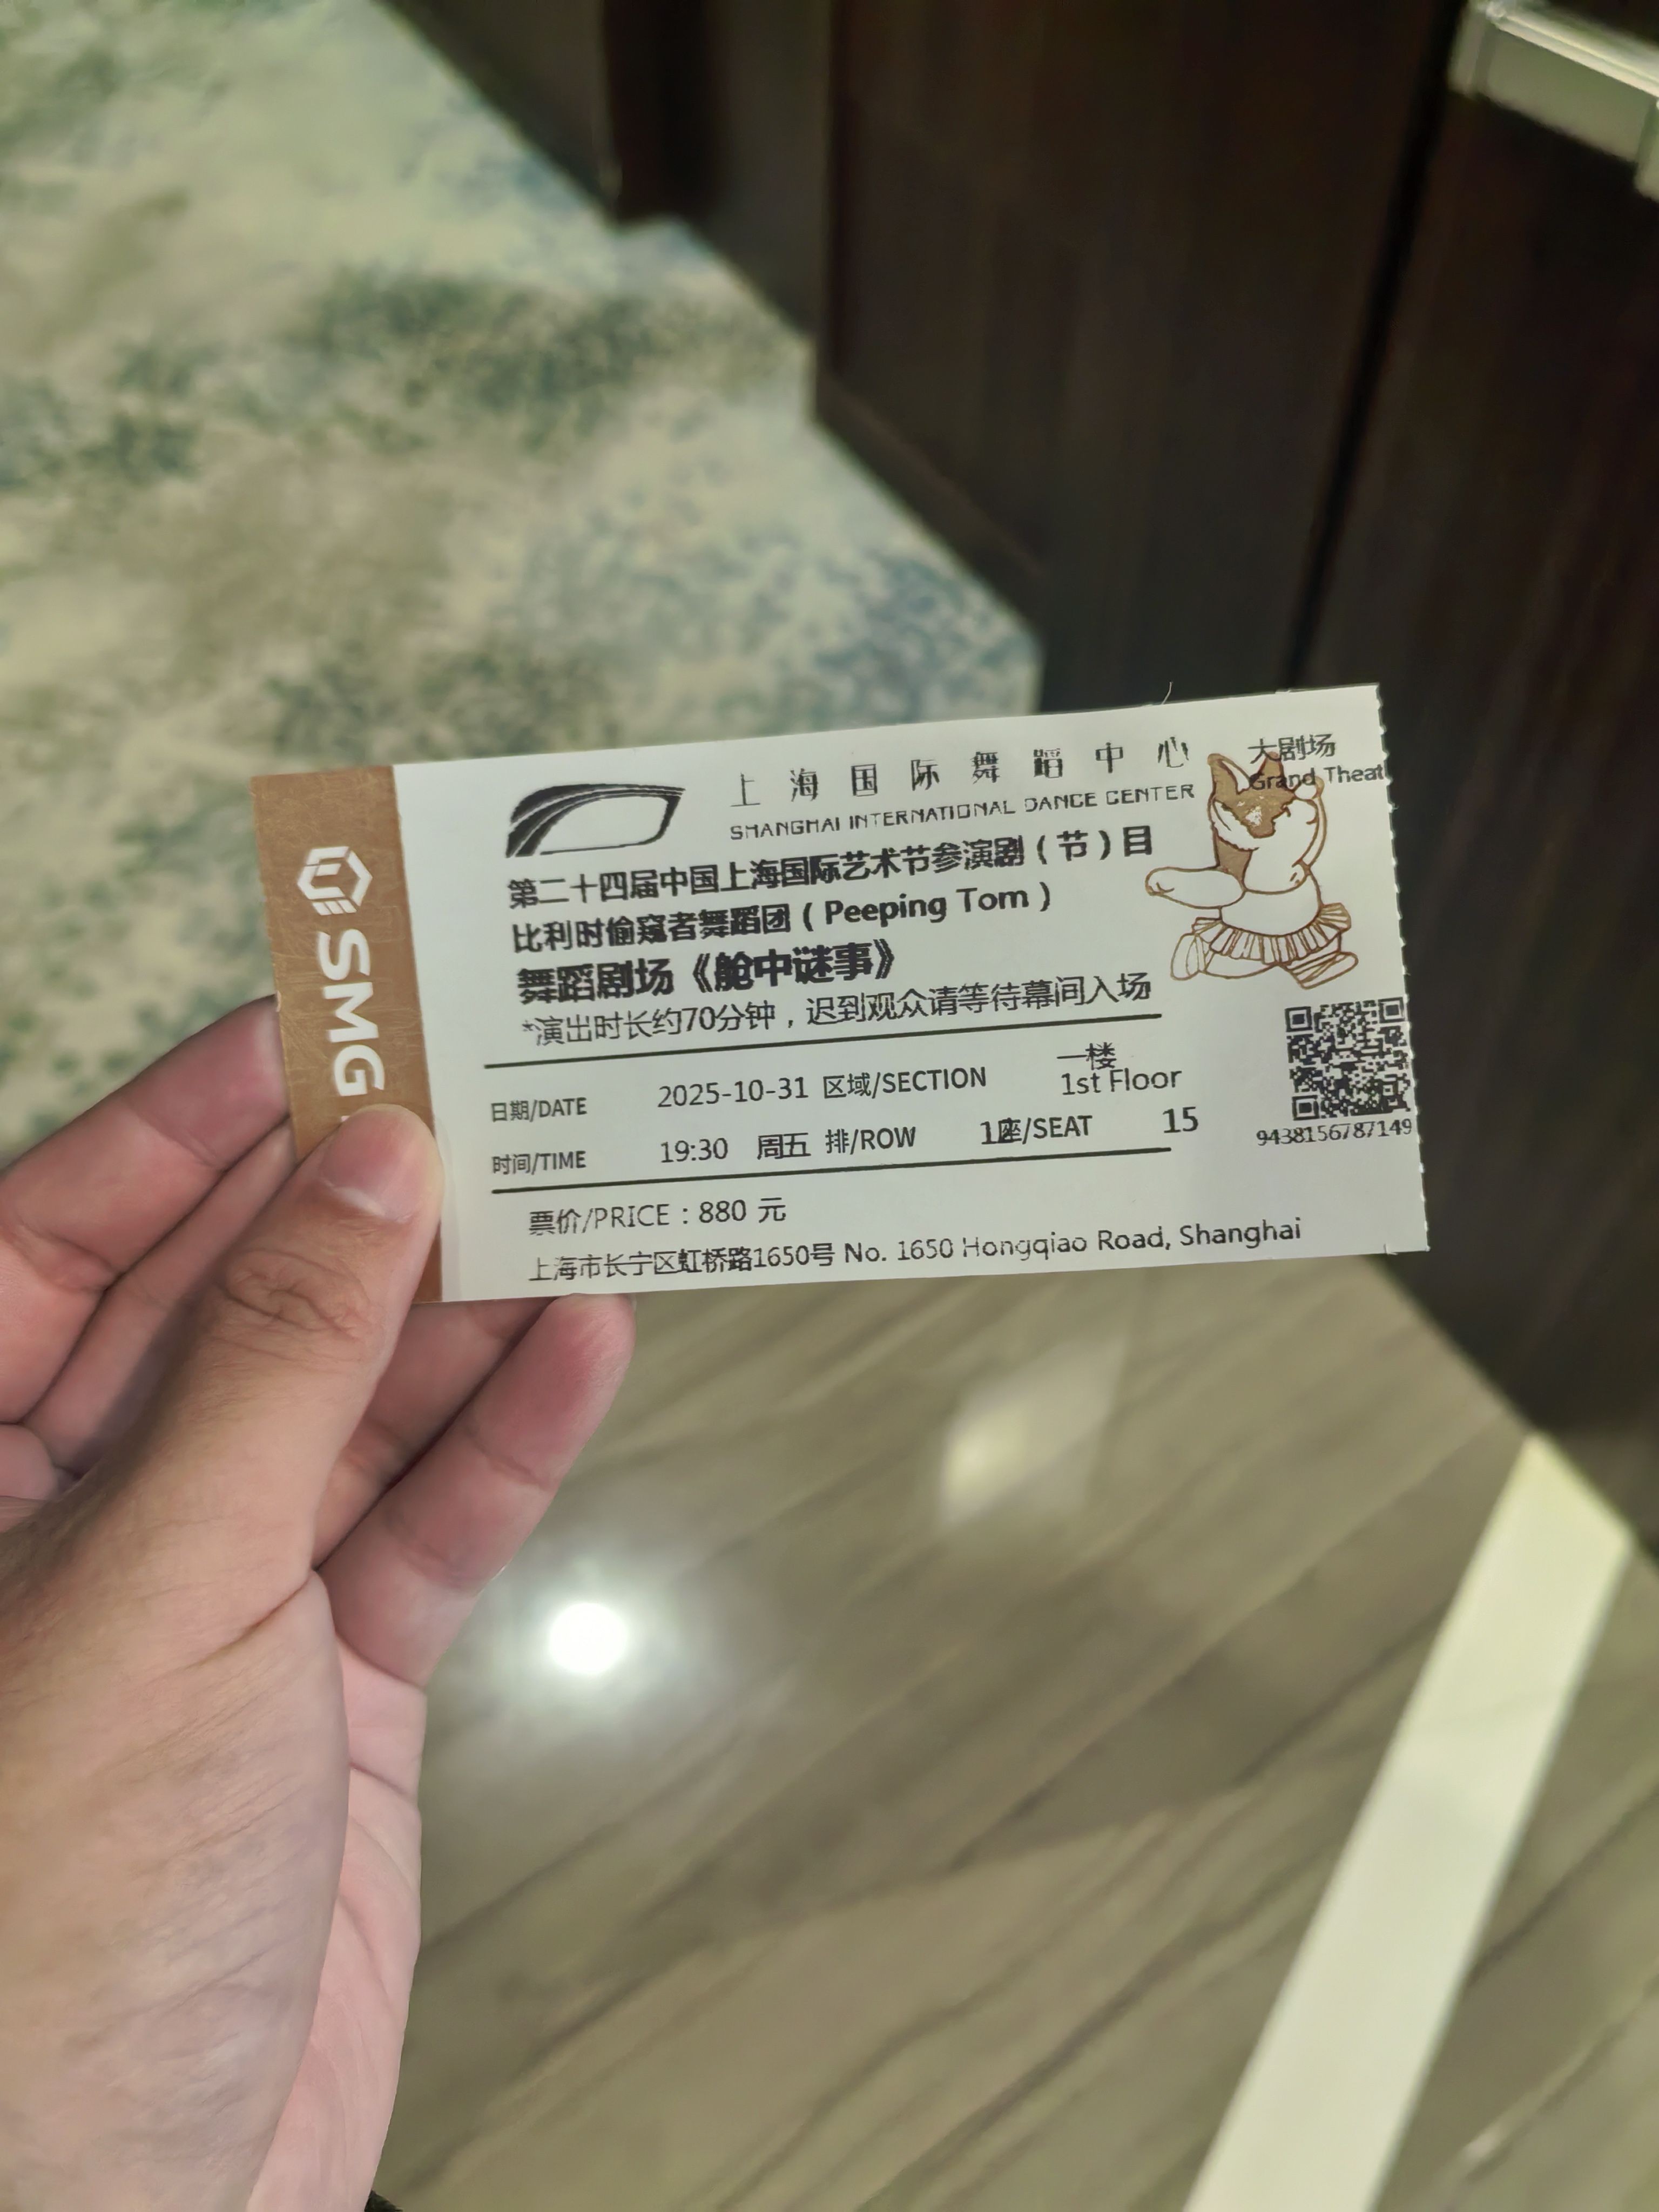 SMG
上海国际舞蹈中心
SHANGHAI INTERNATIONAL DANCE CENTER
大剧场
Grand Theat
第二十四届中国上海国际艺术节参演剧（节）目
比利时偷窥者舞蹈团（Peeping Tom）
舞蹈剧场《舱中谜事》
*演出时长约70分钟，迟到观众请等待幕间入场
日期/DATE 2025-10-31 区域/SECTION 一楼 1st Floor
时间/TIME 19:30 周五 排/ROW 座/SEAT 15
9438156787149
票价/PRICE：880 元
上海市长宁区虹桥路1650号 No. 1650 Hongqiao Road, Shanghai